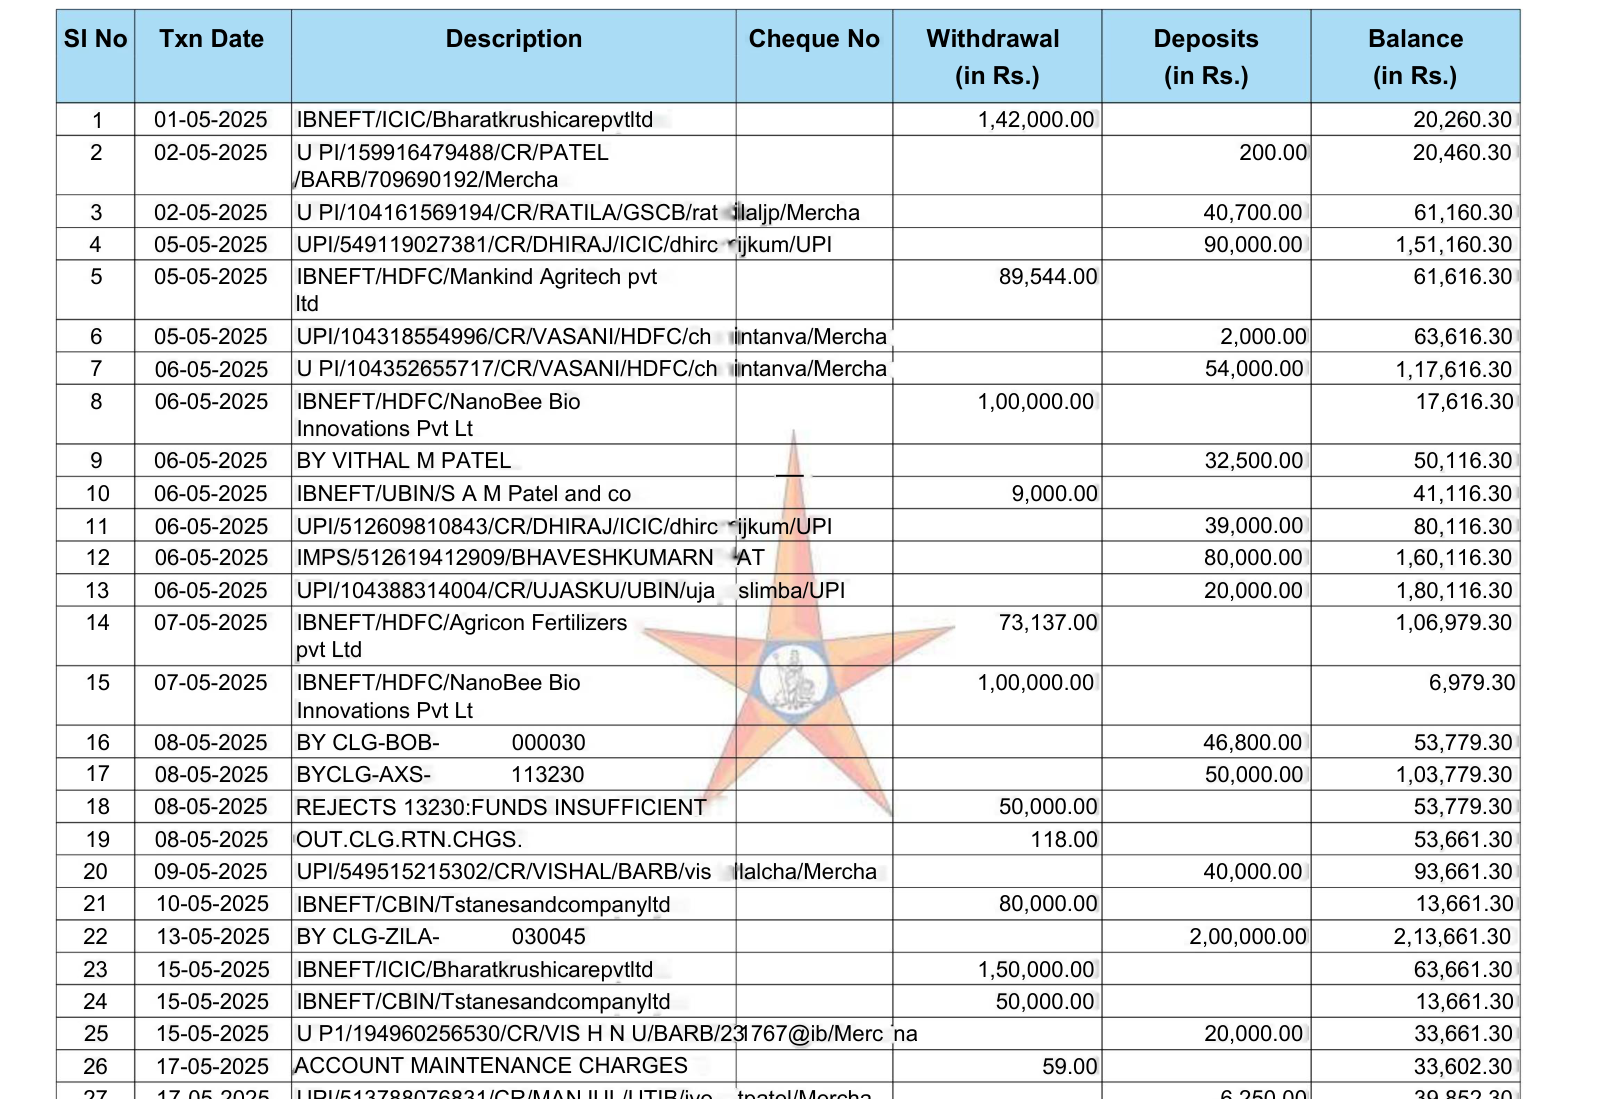 Sl No Txn Date Description Cheque No Withdrawal (in Rs.) Deposits (in Rs.) Balance (in Rs.)
1 01-05-2025 IBNEFT/ICIC/Bharatkrushicarepvtltd 1,42,000.00 20,260.30
2 02-05-2025 U PI/159916479488/CR/PATEL 200.00 20,460.30
/BARB/709690192/Mercha
3 02-05-2025 U PI/104161569194/CR/RATILA/GSCB/rat ilaljp/Mercha 40,700.00 61,160.30
4 05-05-2025 UPI/549119027381/CR/DHIRAJ/ICIC/dhirc ijkum/UPI 90,000.00 1,51,160.30
5 05-05-2025 IBNEFT/HDFC/Mankind Agritech pvt 89,544.00 61,616.30
ltd
6 05-05-2025 UPI/104318554996/CR/VASANI/HDFC/ch intanva/Mercha 2,000.00 63,616.30
7 06-05-2025 U PI/104352655717/CR/VASANI/HDFC/ch intanva/Mercha 54,000.00 1,17,616.30
8 06-05-2025 IBNEFT/HDFC/NanoBee Bio 1,00,000.00 17,616.30
Innovations Pvt Lt
9 06-05-2025 BY VITHAL M PATEL 32,500.00 50,116.30
10 06-05-2025 IBNEFT/UBIN/S A M Patel and co 9,000.00 41,116.30
11 06-05-2025 UPI/512609810843/CR/DHIRAJ/ICIC/dhirc ijkum/UPI 39,000.00 80,116.30
12 06-05-2025 IMPS/512619412909/BHAVESHKUMARN AT 80,000.00 1,60,116.30
13 06-05-2025 UPI/104388314004/CR/UJASKU/UBIN/uja slimba/UPI 20,000.00 1,80,116.30
14 07-05-2025 IBNEFT/HDFC/Agricon Fertilizers 73,137.00 1,06,979.30
pvt Ltd
15 07-05-2025 IBNEFT/HDFC/NanoBee Bio 1,00,000.00 6,979.30
Innovations Pvt Lt
16 08-05-2025 BY CLG-BOB- 000030 46,800.00 53,779.30
17 08-05-2025 BYCLG-AXS- 113230 50,000.00 1,03,779.30
18 08-05-2025 REJECTS 13230:FUNDS INSUFFICIENT 50,000.00 53,779.30
19 08-05-2025 OUT.CLG.RTN.CHGS. 118.00 53,661.30
20 09-05-2025 UPI/549515215302/CR/VISHAL/BARB/vis lalcha/Mercha 40,000.00 93,661.30
21 10-05-2025 IBNEFT/CBIN/Tstanesandcompanyltd 80,000.00 13,661.30
22 13-05-2025 BY CLG-ZILA- 030045 2,00,000.00 2,13,661.30
23 15-05-2025 IBNEFT/ICIC/Bharatkrushicarepvtltd 1,50,000.00 63,661.30
24 15-05-2025 IBNEFT/CBIN/Tstanesandcompanyltd 50,000.00 13,661.30
25 15-05-2025 U P1/194960256530/CR/VIS H N U/BARB/231767@ib/Merc na 20,000.00 33,661.30
26 17-05-2025 ACCOUNT MAINTENANCE CHARGES 59.00 33,602.30
27 17-05-2025 6,250.00 39,852.30